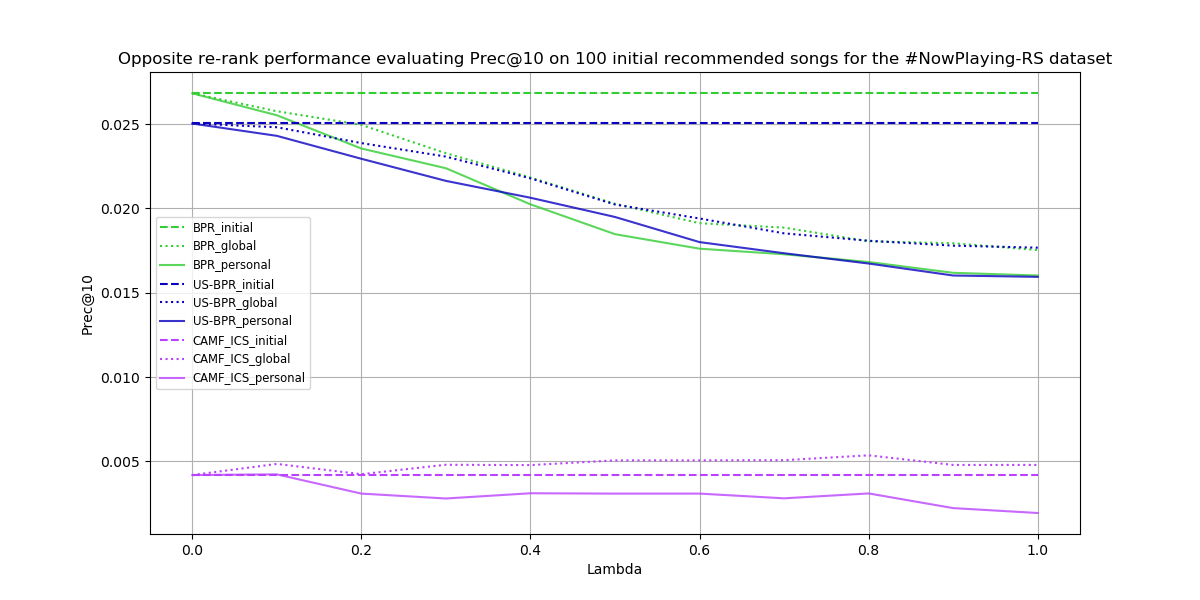 Opposite re-rank performance evaluating Prec@10 on 100 initial recommended songs for the #NowPlaying-RS dataset
Prec@10
0.025
0.020
0.015
0.010
0.005
BPR_initial
BPR_global
BPR_personal
US-BPR_initial
US-BPR_global
US-BPR_personal
CAMF_ICS_initial
CAMF_ICS_global
CAMF_ICS_personal
0.0 0.2 0.4 0.6 0.8 1.0
Lambda